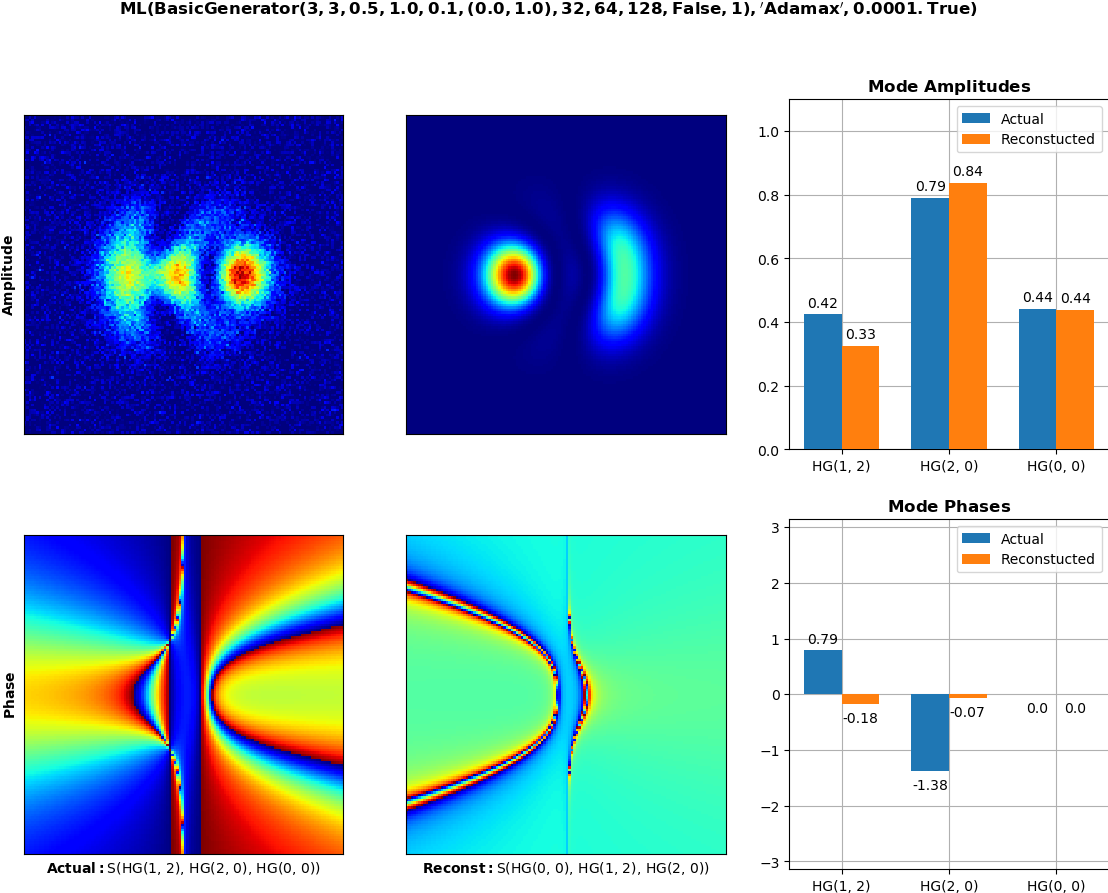 ML(BasicGenerator(3, 3, 0.5, 1.0, 0.1, (0.0, 1.0), 32, 64, 128, False, 1), 'Adamax', 0.0001. True)
Amplitude
Mode Amplitudes
Actual
Reconstucted
1.0
0.8
0.6
0.4
0.2
0.0
0.42
0.33
0.79
0.84
0.44
0.44
HG(1, 2)
HG(2, 0)
HG(0, 0)
Phase
Actual: S(HG(1, 2), HG(2, 0), HG(0, 0))
Reconst: S(HG(0, 0), HG(1, 2), HG(2, 0))
Mode Phases
Actual
Reconstucted
3
2
1
0
−1
−2
−3
0.79
-0.18
-1.38
-0.07
0.0
0.0
HG(1, 2)
HG(2, 0)
HG(0, 0)